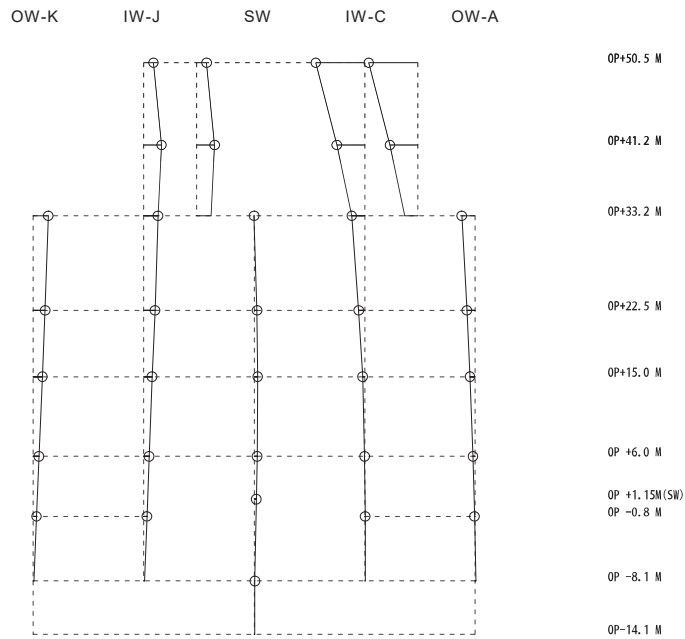 OW-K IW-J SW IW-C OW-A
OP+50.5 M
OP+41.2 M
OP+33.2 M
OP+22.5 M
OP+15.0 M
OP +6.0 M
OP +1.15M(SW)
OP -0.8 M
OP -8.1 M
OP-14.1 M